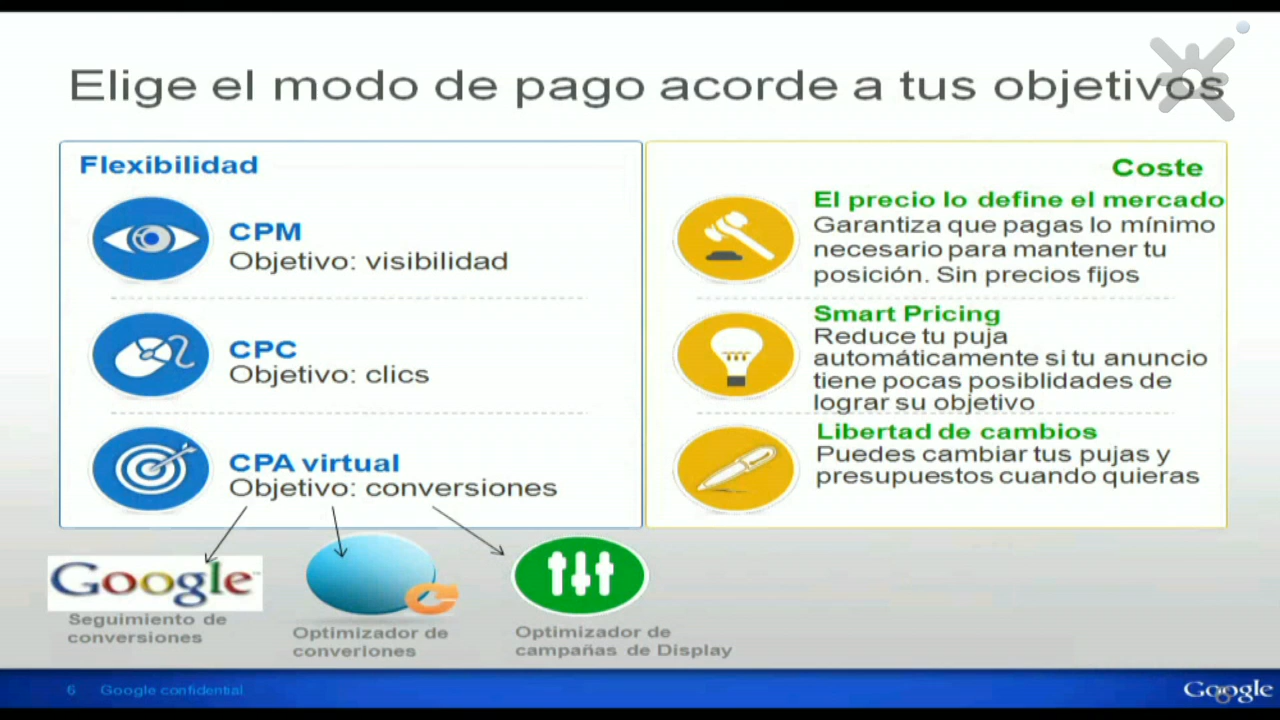 Elige el modo de pago acorde a tus objetivos
Flexibilidad
CPM
Objetivo: visibilidad
CPC
Objetivo: clics
CPA virtual
Objetivo: conversiones
Coste
El precio lo define el mercado
Garantiza que pagas lo mínimo
necesario para mantener tu
posición. Sin precios fijos
Smart Pricing
Reduce tu puja
automáticamente si tu anuncio
tiene pocas posiblidades de
lograr su objetivo
Libertad de cambios
Puedes cambiar tus pujas y
presupuestos cuando quieras
Google™
Seguimiento de
conversiones
Optimizador de
converiones
Optimizador de
campañas de Display
6 Google confidential
Google